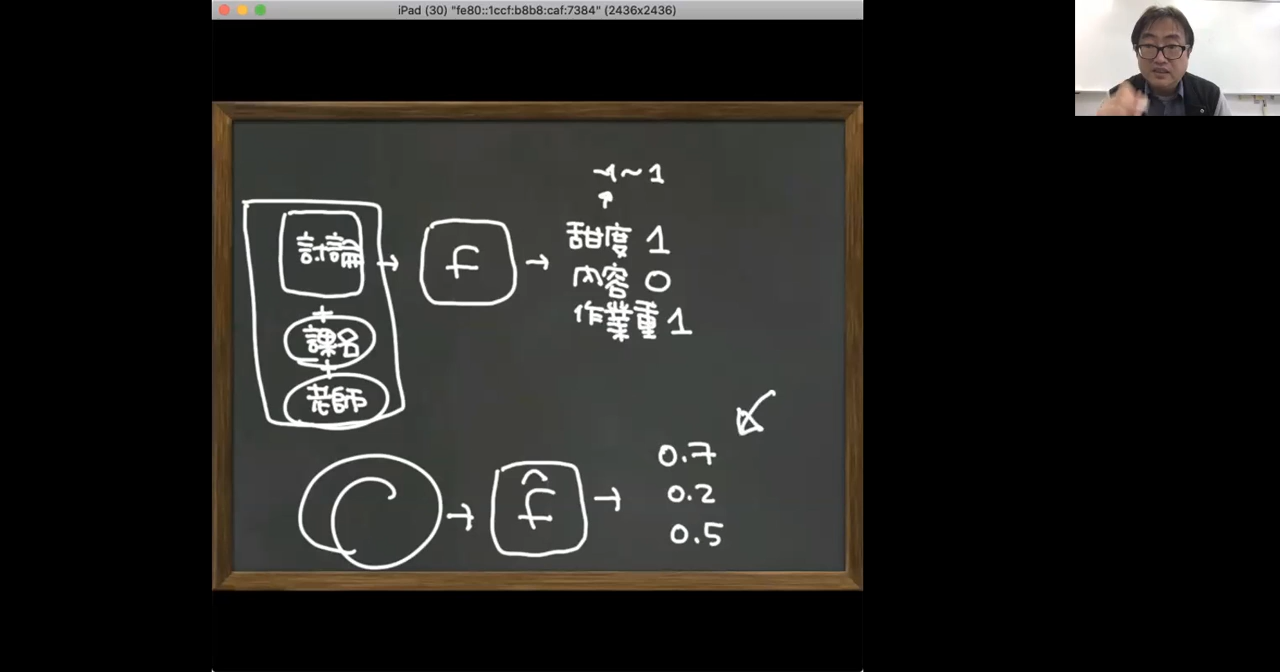 iPad (30) "fe80::1ccf:b8b8:caf:7384" (2436x2436)
-1~1
討論 → f → 甜度 1
內容 0
作業重 1
+
課名
+
老師
→ f̂ → 0.7
0.2
0.5